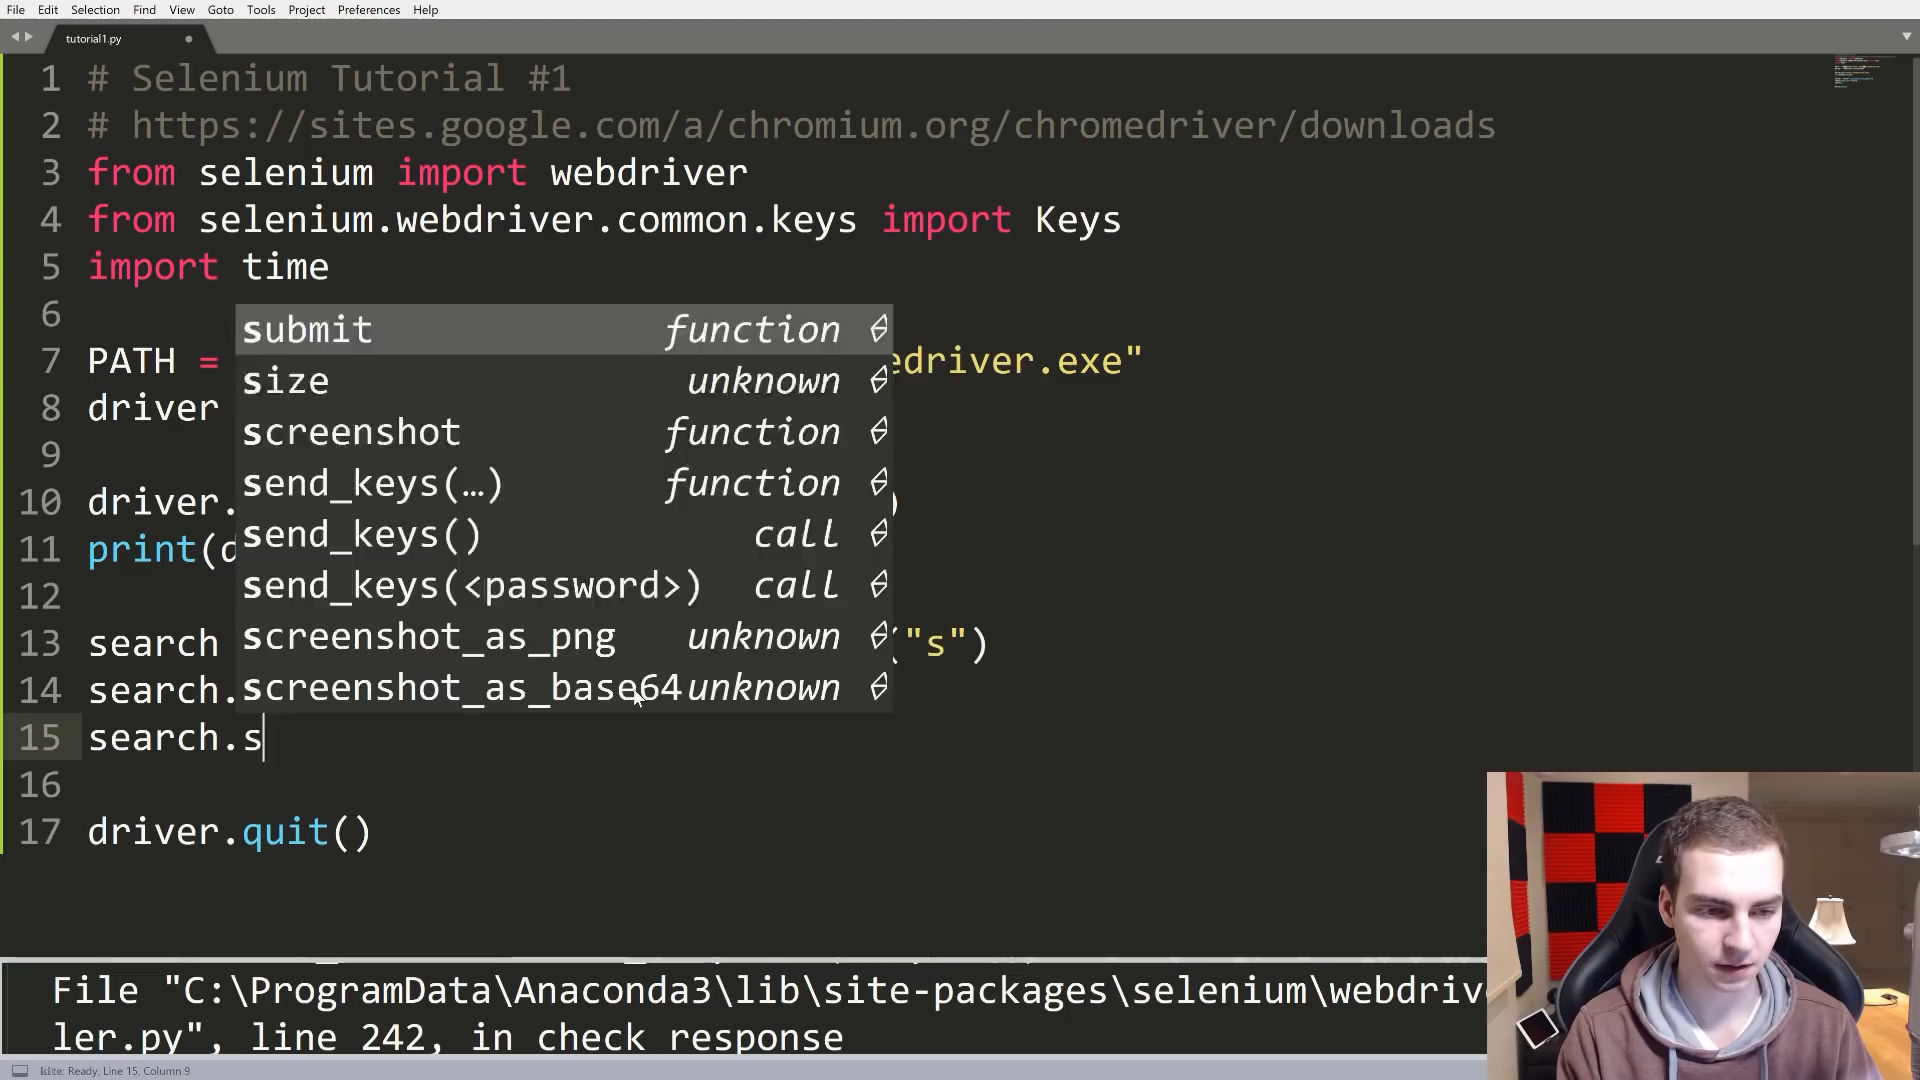 File Edit Selection Find View Goto Tools Project Preferences Help
tutorial1.py
1 # Selenium Tutorial #1
2 # https://sites.google.com/a/chromium.org/chromedriver/downloads
3 from selenium import webdriver
4 from selenium.webdriver.common.keys import Keys
5 import time
6
submit function
7 PATH = edriver.exe"
size unknown
8 driver
screenshot function
9
send_keys(…) function
10 driver. )
send_keys() call
11 print(d
send_keys(<password>) call
12
screenshot_as_png unknown
13 search ("s")
screenshot_as_base64 unknown
14 search.
15 search.s
16
17 driver.quit()
File "C:\ProgramData\Anaconda3\lib\site-packages\selenium\webdriv
ler.py", line 242, in check response
kite: Ready, Line 15, Column 9